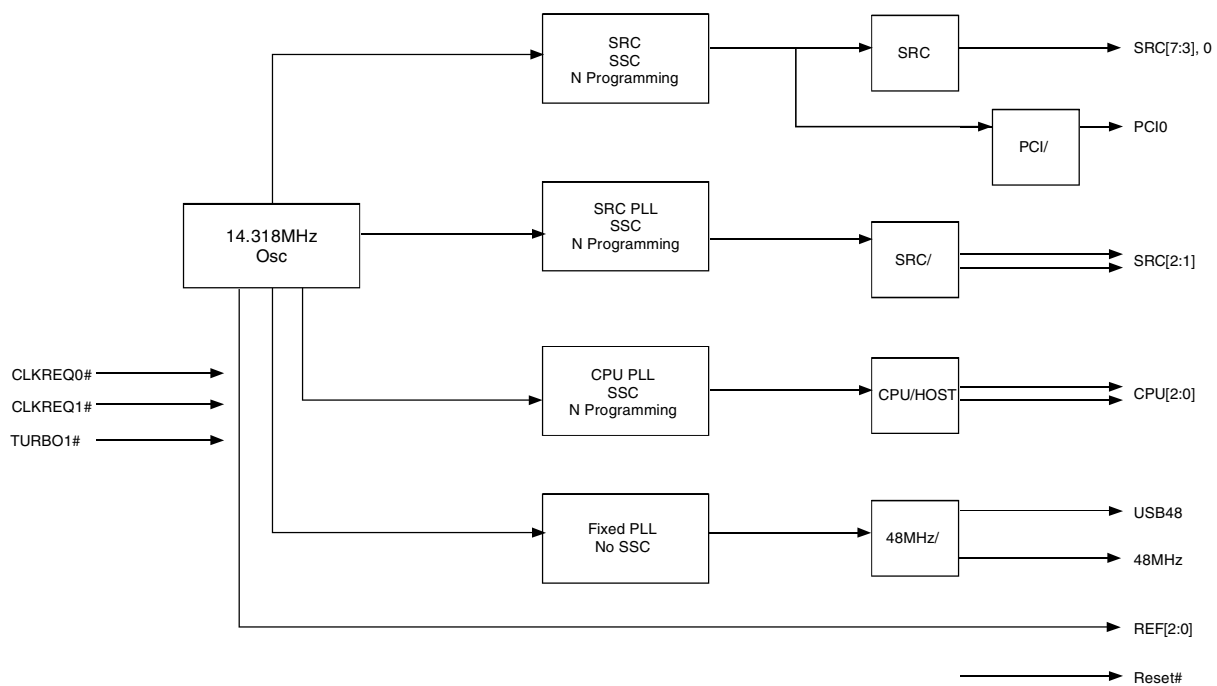 SRC
SSC
N Programming
SRC
SRC[7:3], 0
PCI/
PCI0
14.318MHz
Osc
SRC PLL
SSC
N Programming
SRC/
SRC[2:1]
CLKREQ0#
CLKREQ1#
TURBO1#
CPU PLL
SSC
N Programming
CPU/HOST
CPU[2:0]
Fixed PLL
No SSC
48MHz/
USB48
48MHz
REF[2:0]
Reset#